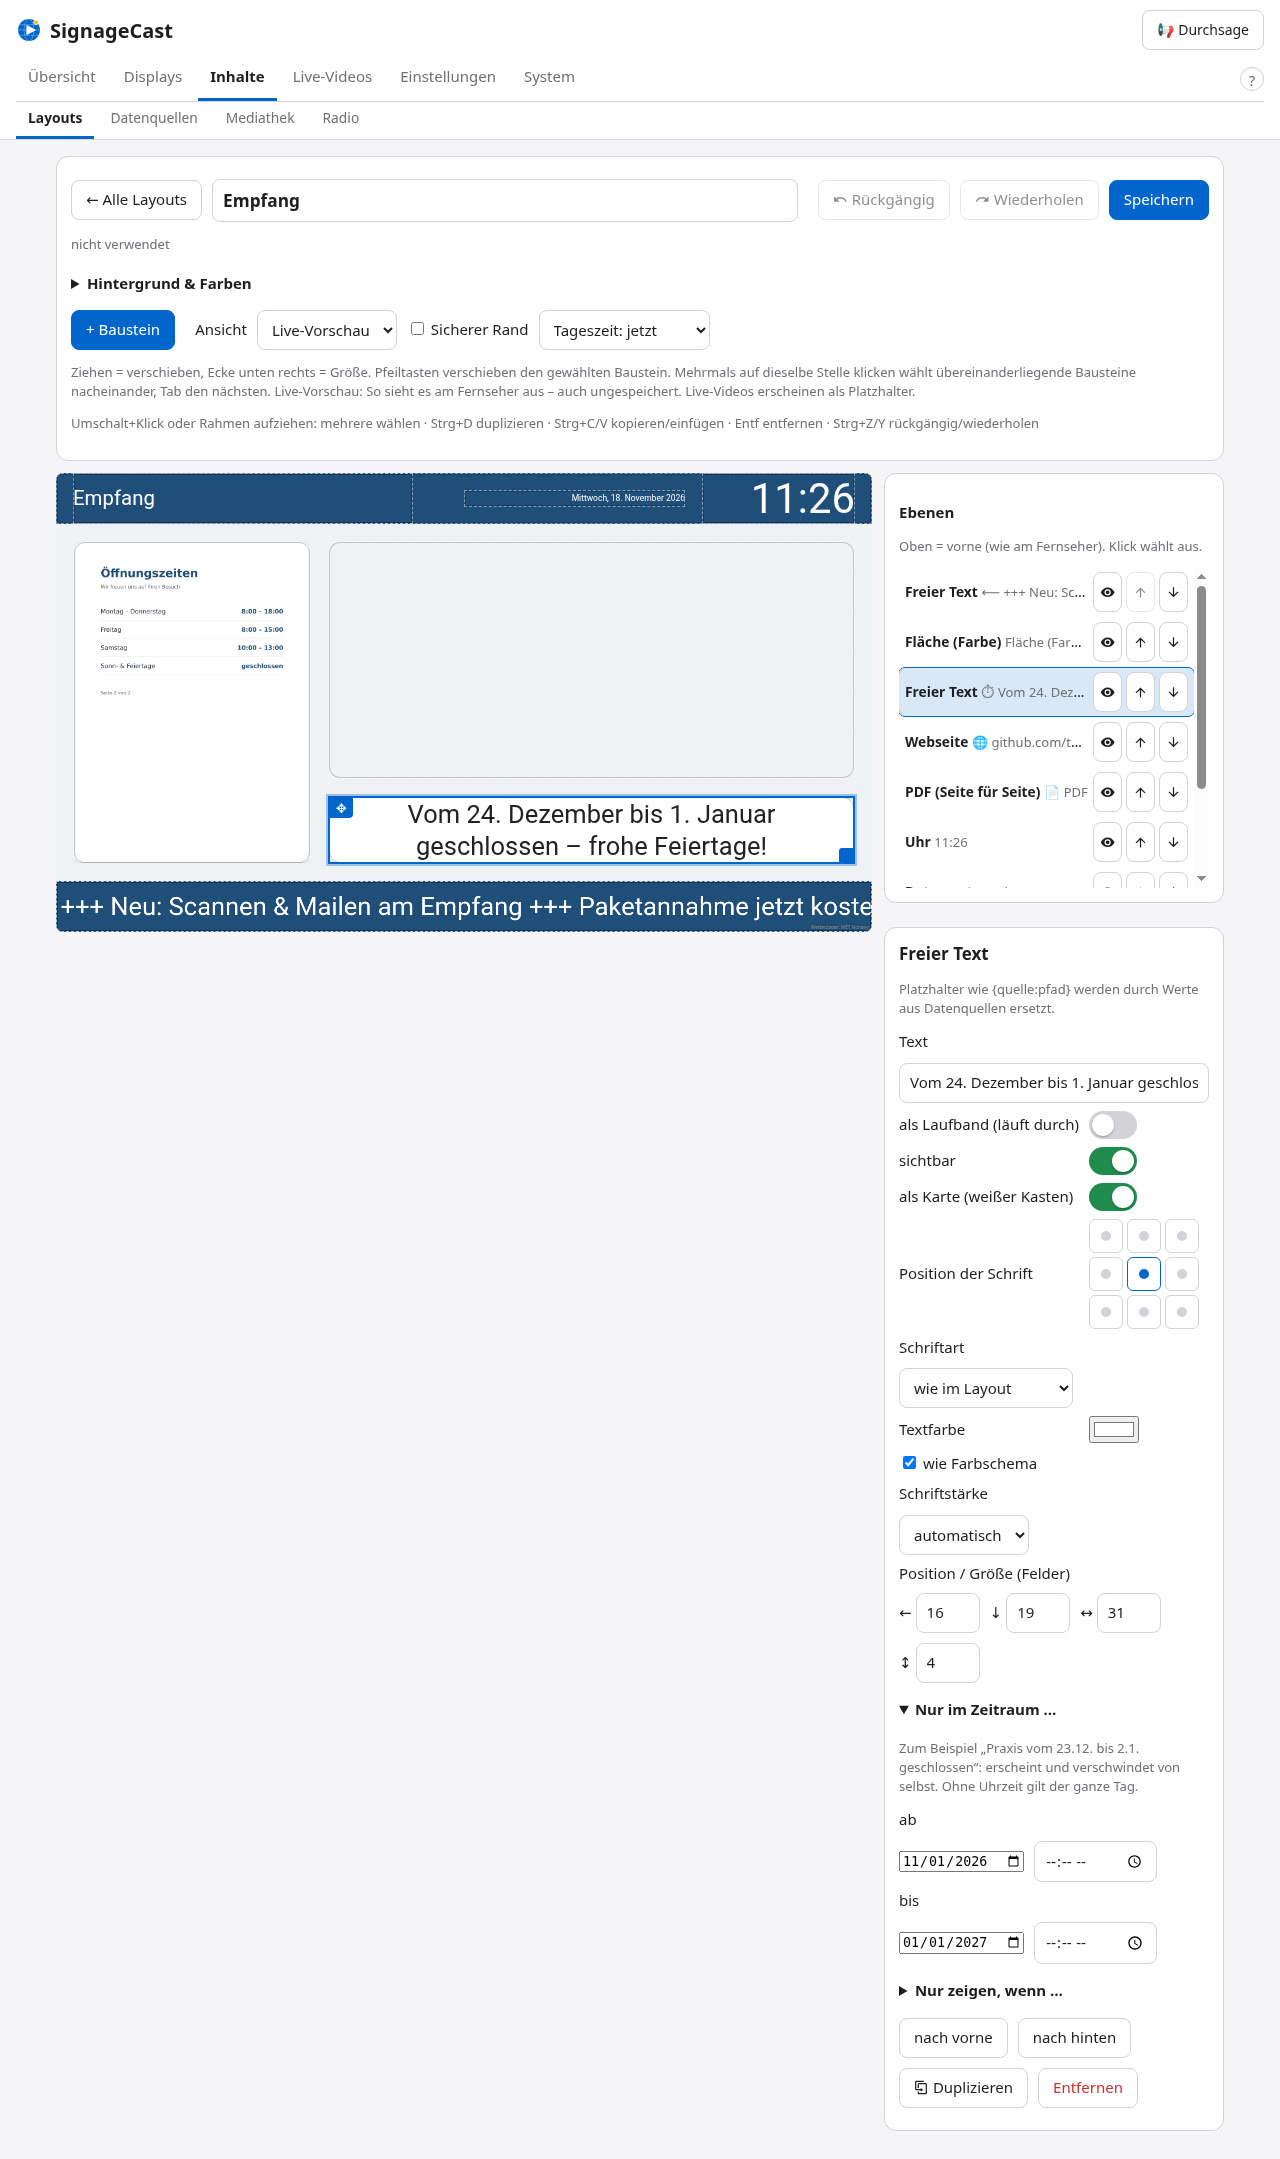 SignageCast
Durchsage
Übersicht Displays Inhalte Live-Videos Einstellungen System ?
Layouts Datenquellen Mediathek Radio
← Alle Layouts Empfang Rückgängig Wiederholen Speichern
nicht verwendet
▶ Hintergrund & Farben
+ Baustein Ansicht Live-Vorschau Sicherer Rand Tageszeit: jetzt
Ziehen = verschieben, Ecke unten rechts = Größe. Pfeiltasten verschieben den gewählten Baustein. Mehrmals auf dieselbe Stelle klicken wählt übereinanderliegende Bausteine
nacheinander, Tab den nächsten. Live-Vorschau: So sieht es am Fernseher aus – auch ungespeichert. Live-Videos erscheinen als Platzhalter.
Umschalt+Klick oder Rahmen aufziehen: mehrere wählen · Strg+D duplizieren · Strg+C/V kopieren/einfügen · Entf entfernen · Strg+Z/Y rückgängig/wiederholen
Empfang Mittwoch, 18. November 2026 11:26
Öffnungszeiten
Wir freuen uns auf Ihren Besuch
Montag – Donnerstag 8:00 – 18:00
Freitag 8:00 – 15:00
Samstag 10:00 – 13:00
Sonn- & Feiertage geschlossen
Vom 24. Dezember bis 1. Januar
geschlossen – frohe Feiertage!
+++ Neu: Scannen & Mailen am Empfang +++ Paketannahme jetzt koste
Ebenen
Oben = vorne (wie am Fernseher). Klick wählt aus.
Freier Text ⟵ +++ Neu: Sc… ↑ ↓
Fläche (Farbe) Fläche (Far… ↑ ↓
Freier Text ⏱ Vom 24. Dez… ↑ ↓
Webseite 🌐 github.com/t… ↑ ↓
PDF (Seite für Seite) 📄 PDF ↑ ↓
Uhr 11:26 ↑ ↓
Freier Text
Platzhalter wie {quelle:pfad} werden durch Werte
aus Datenquellen ersetzt.
Text
Vom 24. Dezember bis 1. Januar geschlos
als Laufband (läuft durch)
sichtbar
als Karte (weißer Kasten)
Position der Schrift
Schriftart
wie im Layout
Textfarbe
wie Farbschema
Schriftstärke
automatisch
Position / Größe (Felder)
← 16 ↓ 19 ↔ 31
↕ 4
▼ Nur im Zeitraum …
Zum Beispiel „Praxis vom 23.12. bis 2.1.
geschlossen“: erscheint und verschwindet von
selbst. Ohne Uhrzeit gilt der ganze Tag.
ab
11/01/2026 --:-- --
bis
01/01/2027 --:-- --
▶ Nur zeigen, wenn …
nach vorne nach hinten
Duplizieren Entfernen